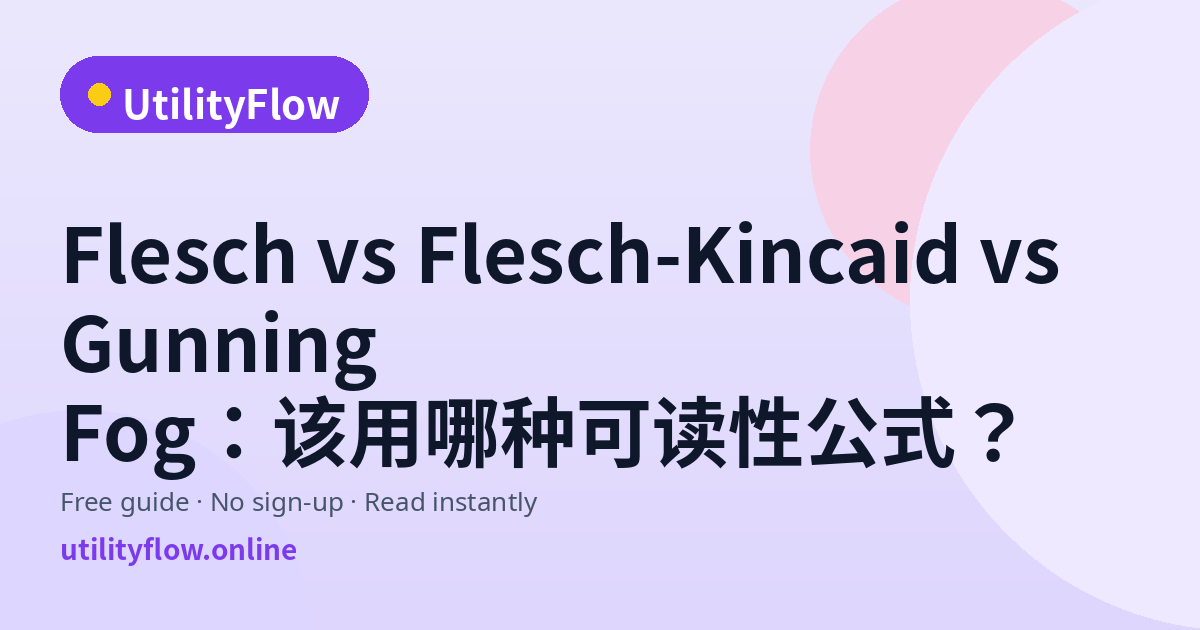 UtilityFlow
Flesch vs Flesch-Kincaid vs
Gunning
Fog：该用哪种可读性公式？
Free guide · No sign-up · Read instantly
utilityflow.online